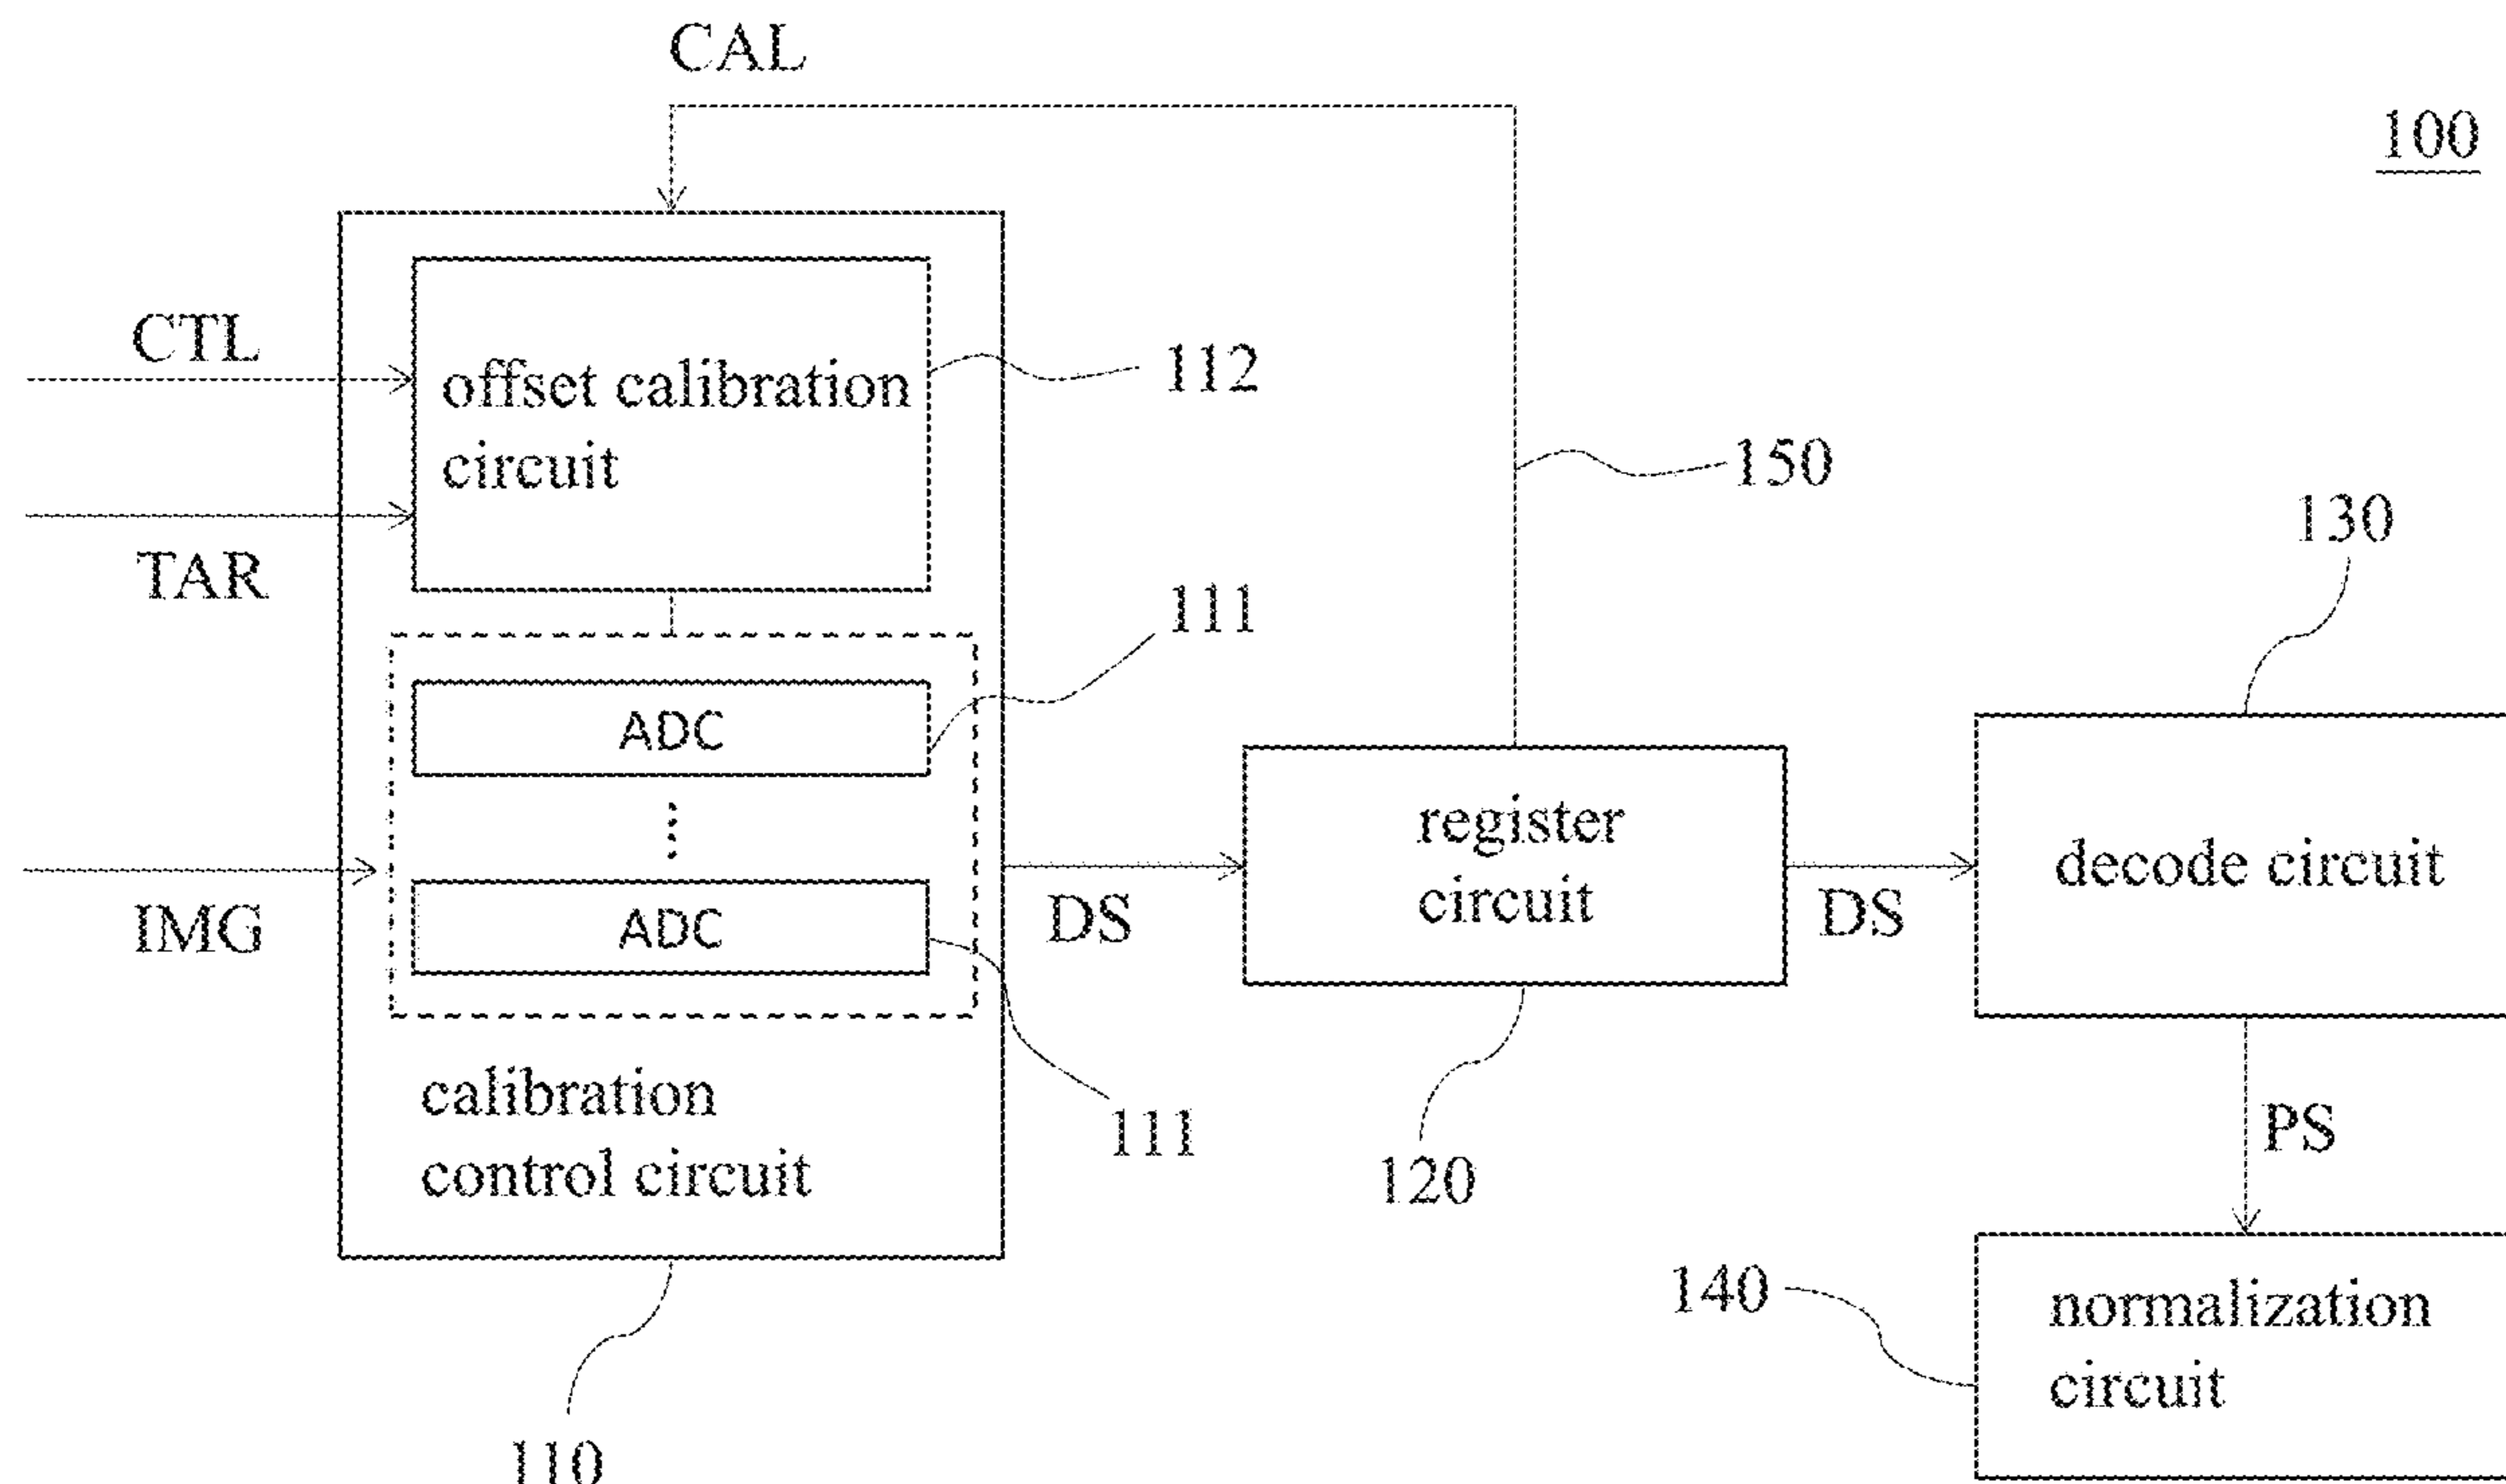 CAL
100
CTL
offset calibration
circuit
112
TAR
150
130
111
ADC
ADC
IMG
DS
register
circuit
DS
decode circuit
calibration
control circuit
111
120
PS
140
normalization
circuit
110